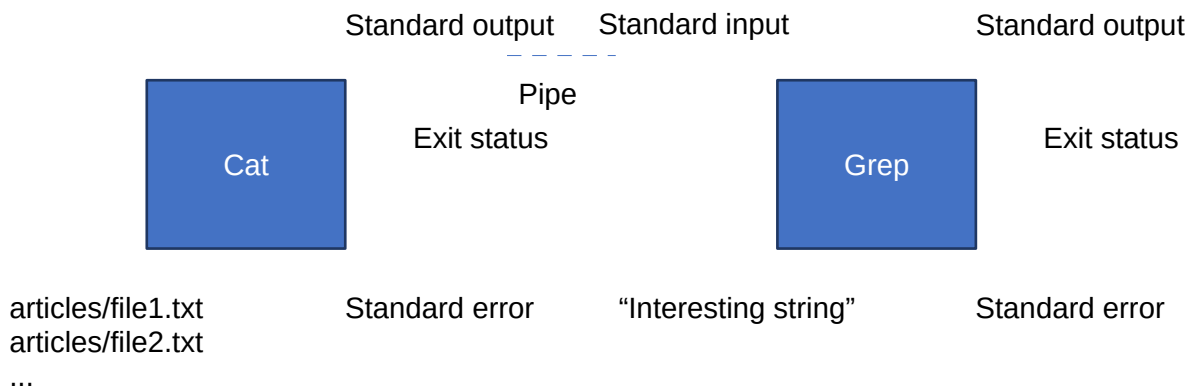 Standard output
Standard input
Standard output
Pipe
Exit status
Exit status
Cat
Grep
articles/file1.txt
articles/file2.txt
...
Standard error
“Interesting string”
Standard error